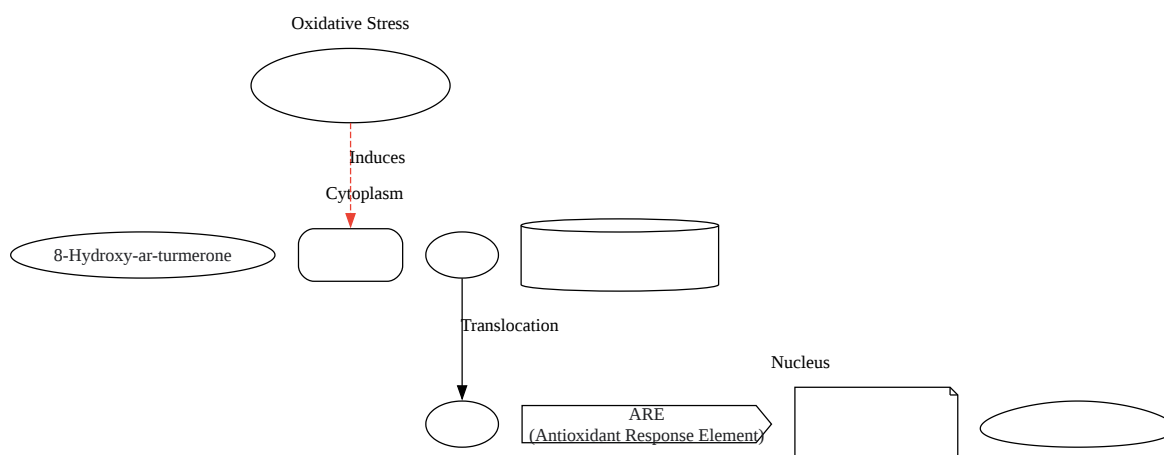 Oxidative Stress
Induces
Cytoplasm
8-Hydroxy-ar-turmerone
Translocation
Nucleus
ARE
(Antioxidant Response Element)